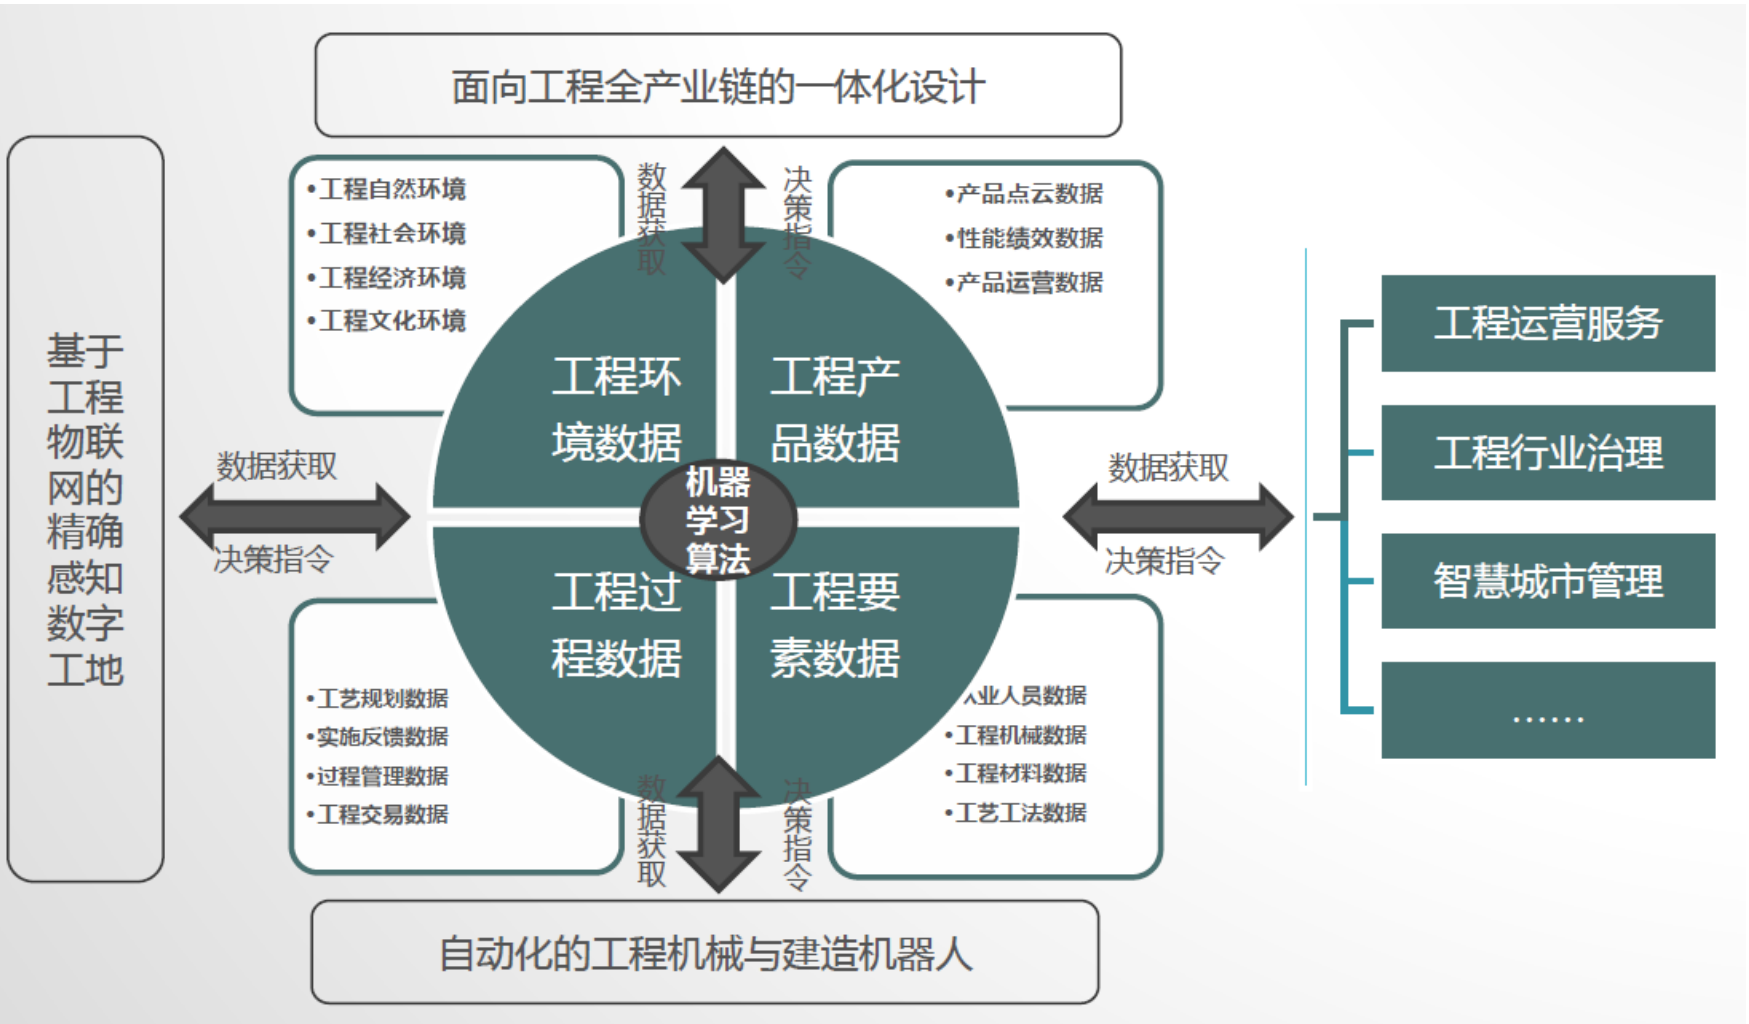 面向工程全产业链的一体化设计
基于
工程
物联
网的
精确
感知
数字
工地
•工程自然环境
•工程社会环境
•工程经济环境
•工程文化环境
数据获取
决策指令
•产品点云数据
•性能绩效数据
•产品运营数据
工程环
境数据
工程产
品数据
机器
学习
算法
工程过
程数据
工程要
素数据
数据获取
决策指令
数据获取
决策指令
•工艺规划数据
•实施反馈数据
•过程管理数据
•工程交易数据
数据获取
决策指令
业人员数据
•工程机械数据
•工程材料数据
•工艺工法数据
自动化的工程机械与建造机器人
工程运营服务
工程行业治理
智慧城市管理
……